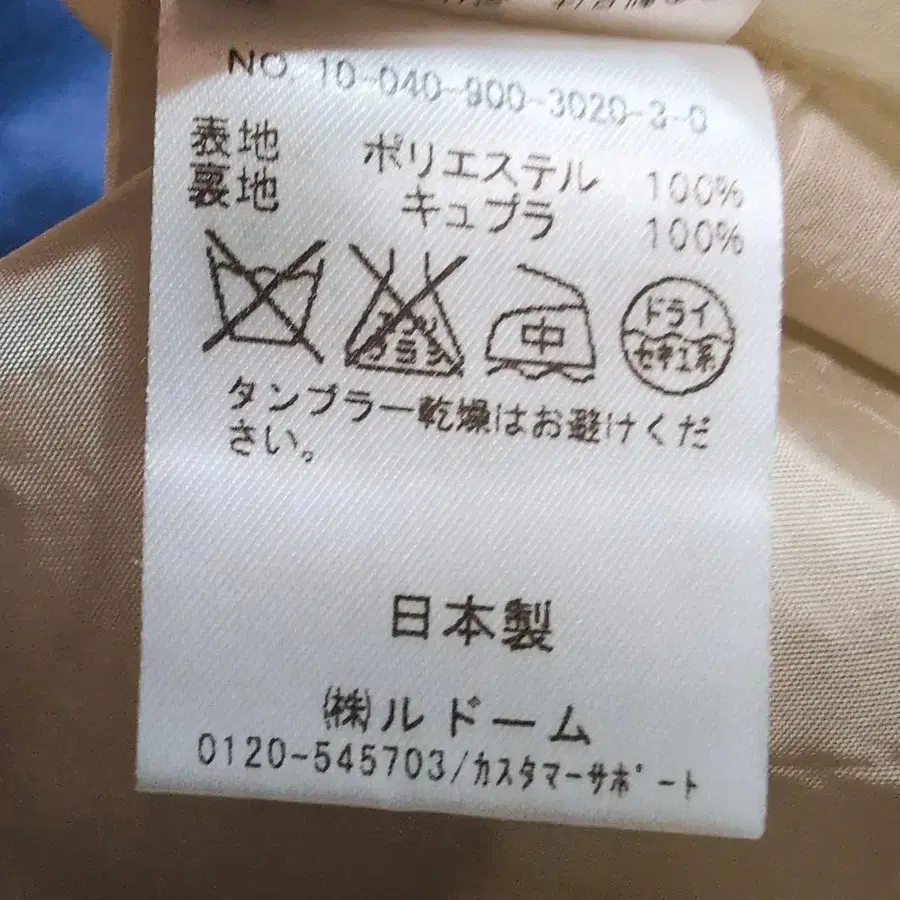 NO. 10-040-900-3020-3-0
表地 ポリエステル 100%
裏地 キュプラ 100%
中
ドライ
セキユ系
タンブラー乾燥はお避けくだ
さい。
日本製
㈱ルドーム
0120-545703/カスタマーサポート